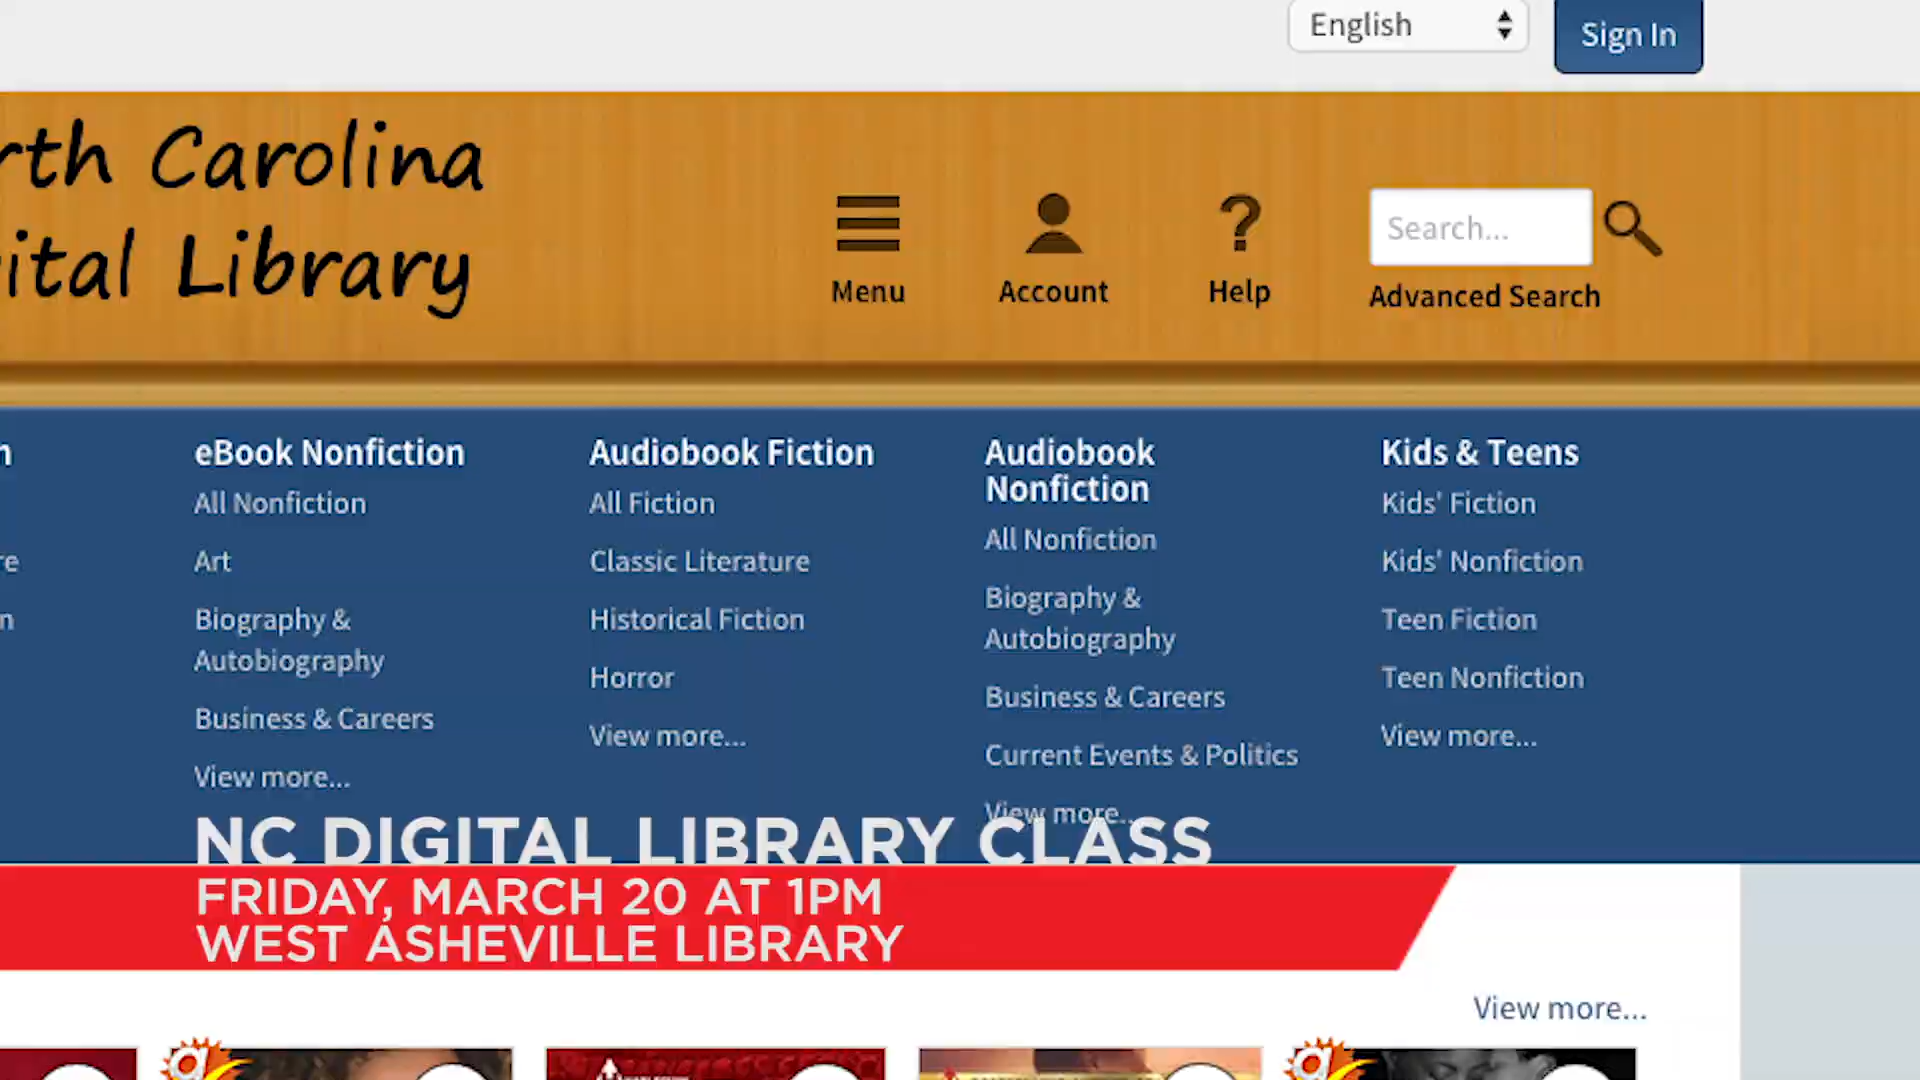 English
Sign In
rth Carolina
ital Library
Menu
Account
Help
Search...
Advanced Search
eBook Nonfiction
All Nonfiction
Art
Biography &
Autobiography
Business & Careers
View more...
Audiobook Fiction
All Fiction
Classic Literature
Historical Fiction
Horror
View more...
Audiobook
Nonfiction
All Nonfiction
Biography &
Autobiography
Business & Careers
Current Events & Politics
View more...
Kids & Teens
Kids' Fiction
Kids' Nonfiction
Teen Fiction
Teen Nonfiction
View more...
NC DIGITAL LIBRARY CLASS
FRIDAY, MARCH 20 AT 1PM
WEST ASHEVILLE LIBRARY
View more...